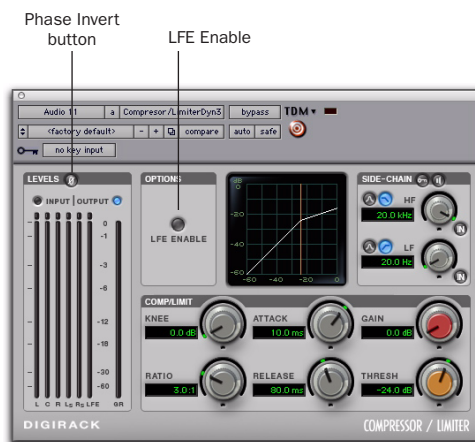 Phase Invert
button
LFE Enable
Audio 11 a Compresor/LimiterDyn3 bypass TDM
<factory default> - + compare auto safe
no key input
LEVELS Ø
INPUT | OUTPUT
0
-1
-3
-6
-12
-18
-30
-60
L C R Ls Rs LFE GR
OPTIONS
LFE ENABLE
dB
-20
-40
-60 -40 -20 0
SIDE-CHAIN
HF
20.0 kHz
IN
LF
20.0 Hz
IN
COMP/LIMIT
KNEE
0.0 dB
ATTACK
10.0 ms
GAIN
0.0 dB
RATIO
3.0:1
RELEASE
80.0 ms
THRESH
-24.0 dB
DIGIRACK
COMPRESSOR / LIMITER